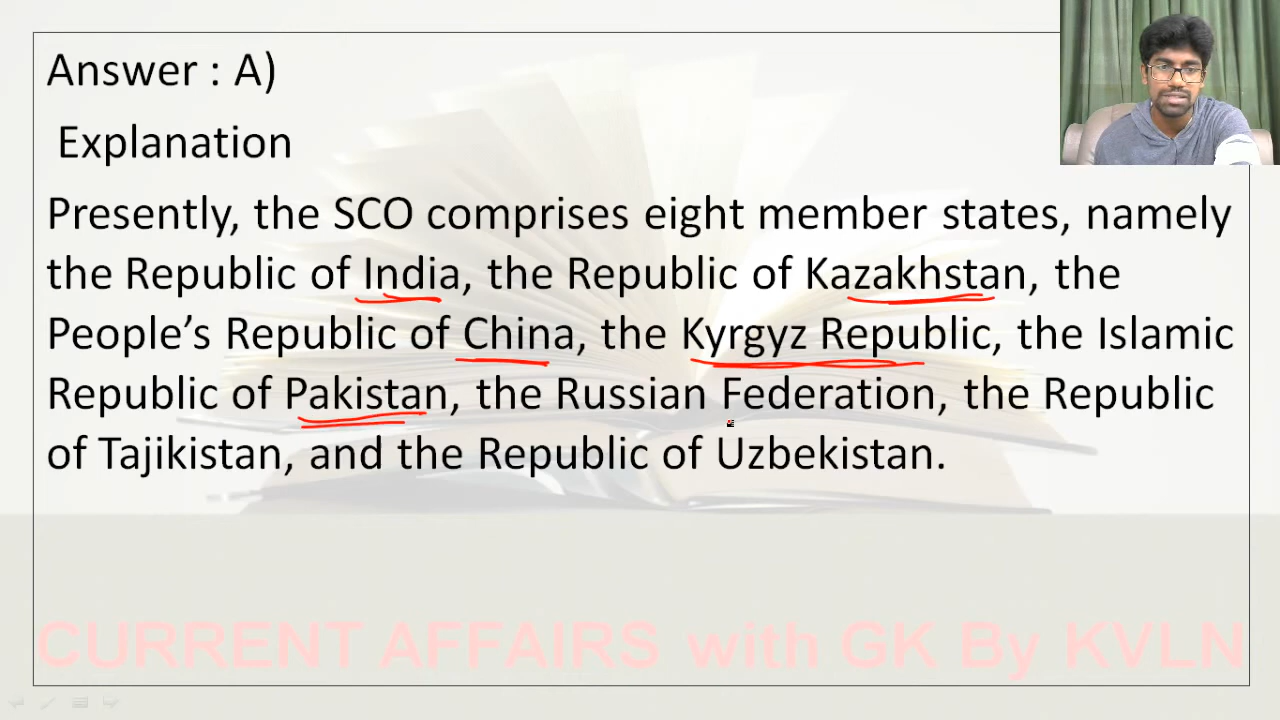 Answer : A)
Explanation
Presently, the SCO comprises eight member states, namely
the Republic of India, the Republic of Kazakhstan, the
People’s Republic of China, the Kyrgyz Republic, the Islamic
Republic of Pakistan, the Russian Federation, the Republic
of Tajikistan, and the Republic of Uzbekistan.
CURRENT AFFAIRS with GK By KVLN